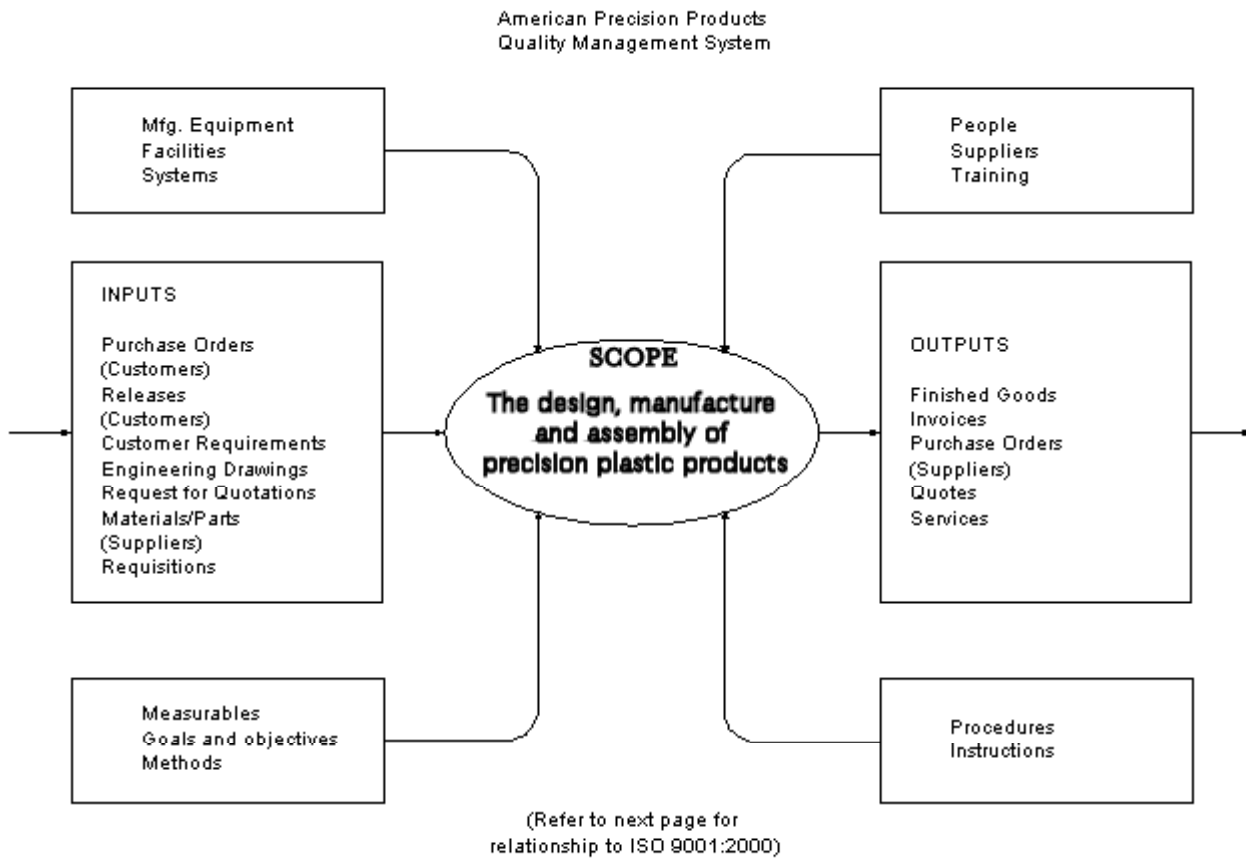 American Precision Products
Quality Management System
Mfg. Equipment
Facilities
Systems
People
Suppliers
Training
INPUTS
Purchase Orders
(Customers)
Releases
(Customers)
Customer Requirements
Engineering Drawings
Request for Quotations
Materials/Parts
(Suppliers)
Requisitions
SCOPE
The design, manufacture
and assembly of
precision plastic products
OUTPUTS
Finished Goods
Invoices
Purchase Orders
(Suppliers)
Quotes
Services
Measurables
Goals and objectives
Methods
Procedures
Instructions
(Refer to next page for
relationship to ISO 9001:2000)